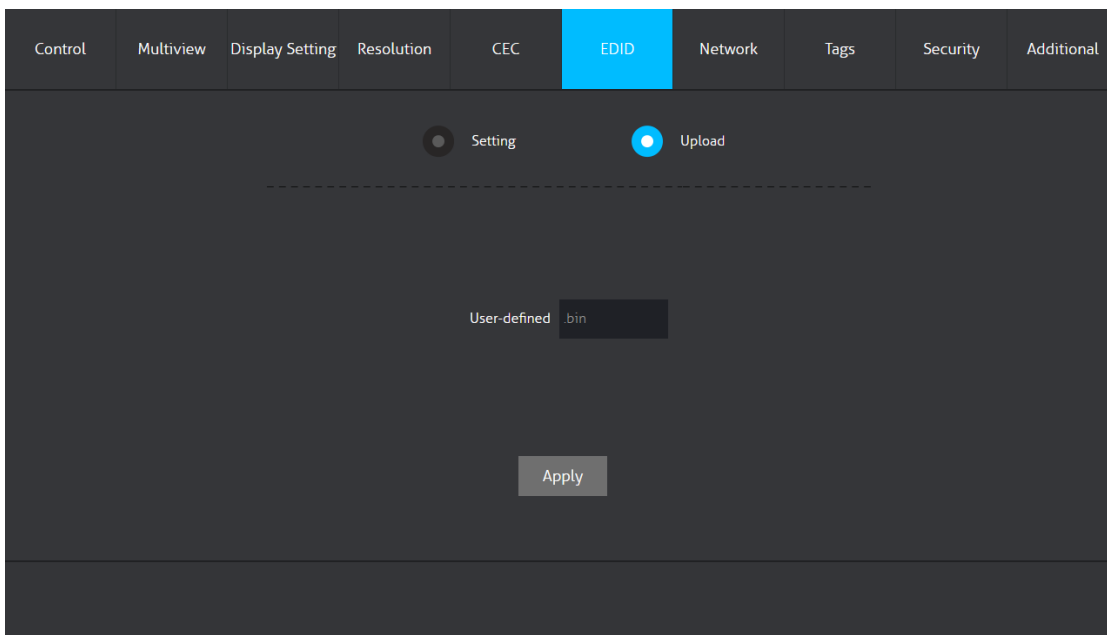 Control Multiview Display Setting Resolution CEC EDID Network Tags Security Additional
Setting Upload
User-defined .bin
Apply